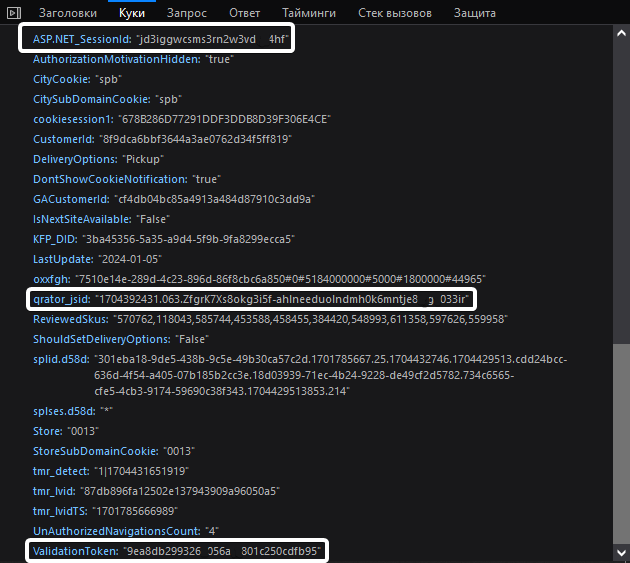 Заголовки Куки Запрос Ответ Тайминги Стек вызовов Защита
ASP.NET_SessionId: "jd3iggwcsms3rn2w3vd 4hf"
AuthorizationMotivationHidden: "true"
CityCookie: "spb"
CitySubDomainCookie: "spb"
cookiesession1: "678B286D77291DDF3DDB8D39F306E4CE"
CustomerId: "8f9dca6bbf3644a3ae0762d34f5ff819"
DeliveryOptions: "Pickup"
DontShowCookieNotification: "true"
GACustomerId: "cf4db04bc85a4913a484d87910c3dd9a"
IsNextSiteAvailable: "False"
KFP_DID: "3ba45356-5a35-a9d4-5f9b-9fa8299ecca5"
LastUpdate: "2024-01-05"
oxxfgh: "7510e14e-289d-4c23-896d-86f8cbc6a850#0#5184000000#5000#1800000#44965"
qrator_jsid: "1704392431.063.ZfgrK7Xs8okg3i5f-ahlneeduolndmh0k6mntje8 g 033ir"
ReviewedSkus: "570762,118043,585744,453588,458455,384420,548993,611358,597626,559958"
ShouldSetDeliveryOptions: "False"
splid.d58d: "301eba18-9de5-438b-9c5e-49b30ca57c2d.1701785667.25.1704432746.1704429513.cdd24bcc-
636d-4f54-a405-07b185b2cc3e.18d03939-71ec-4b24-9228-de49cf2d5782.734c6565-
cfe5-4cb3-9174-59690c38f343.1704429513853.214"
splses.d58d: "*"
Store: "0013"
StoreSubDomainCookie: "0013"
tmr_detect: "1|1704431651919"
tmr_lvid: "87db896fa12502e137943909a96050a5"
tmr_lvidTS: "1701785666989"
UnAuthorizedNavigationsCount: "4"
ValidationToken: "9ea8db299326 056a 801c250cdfb95"